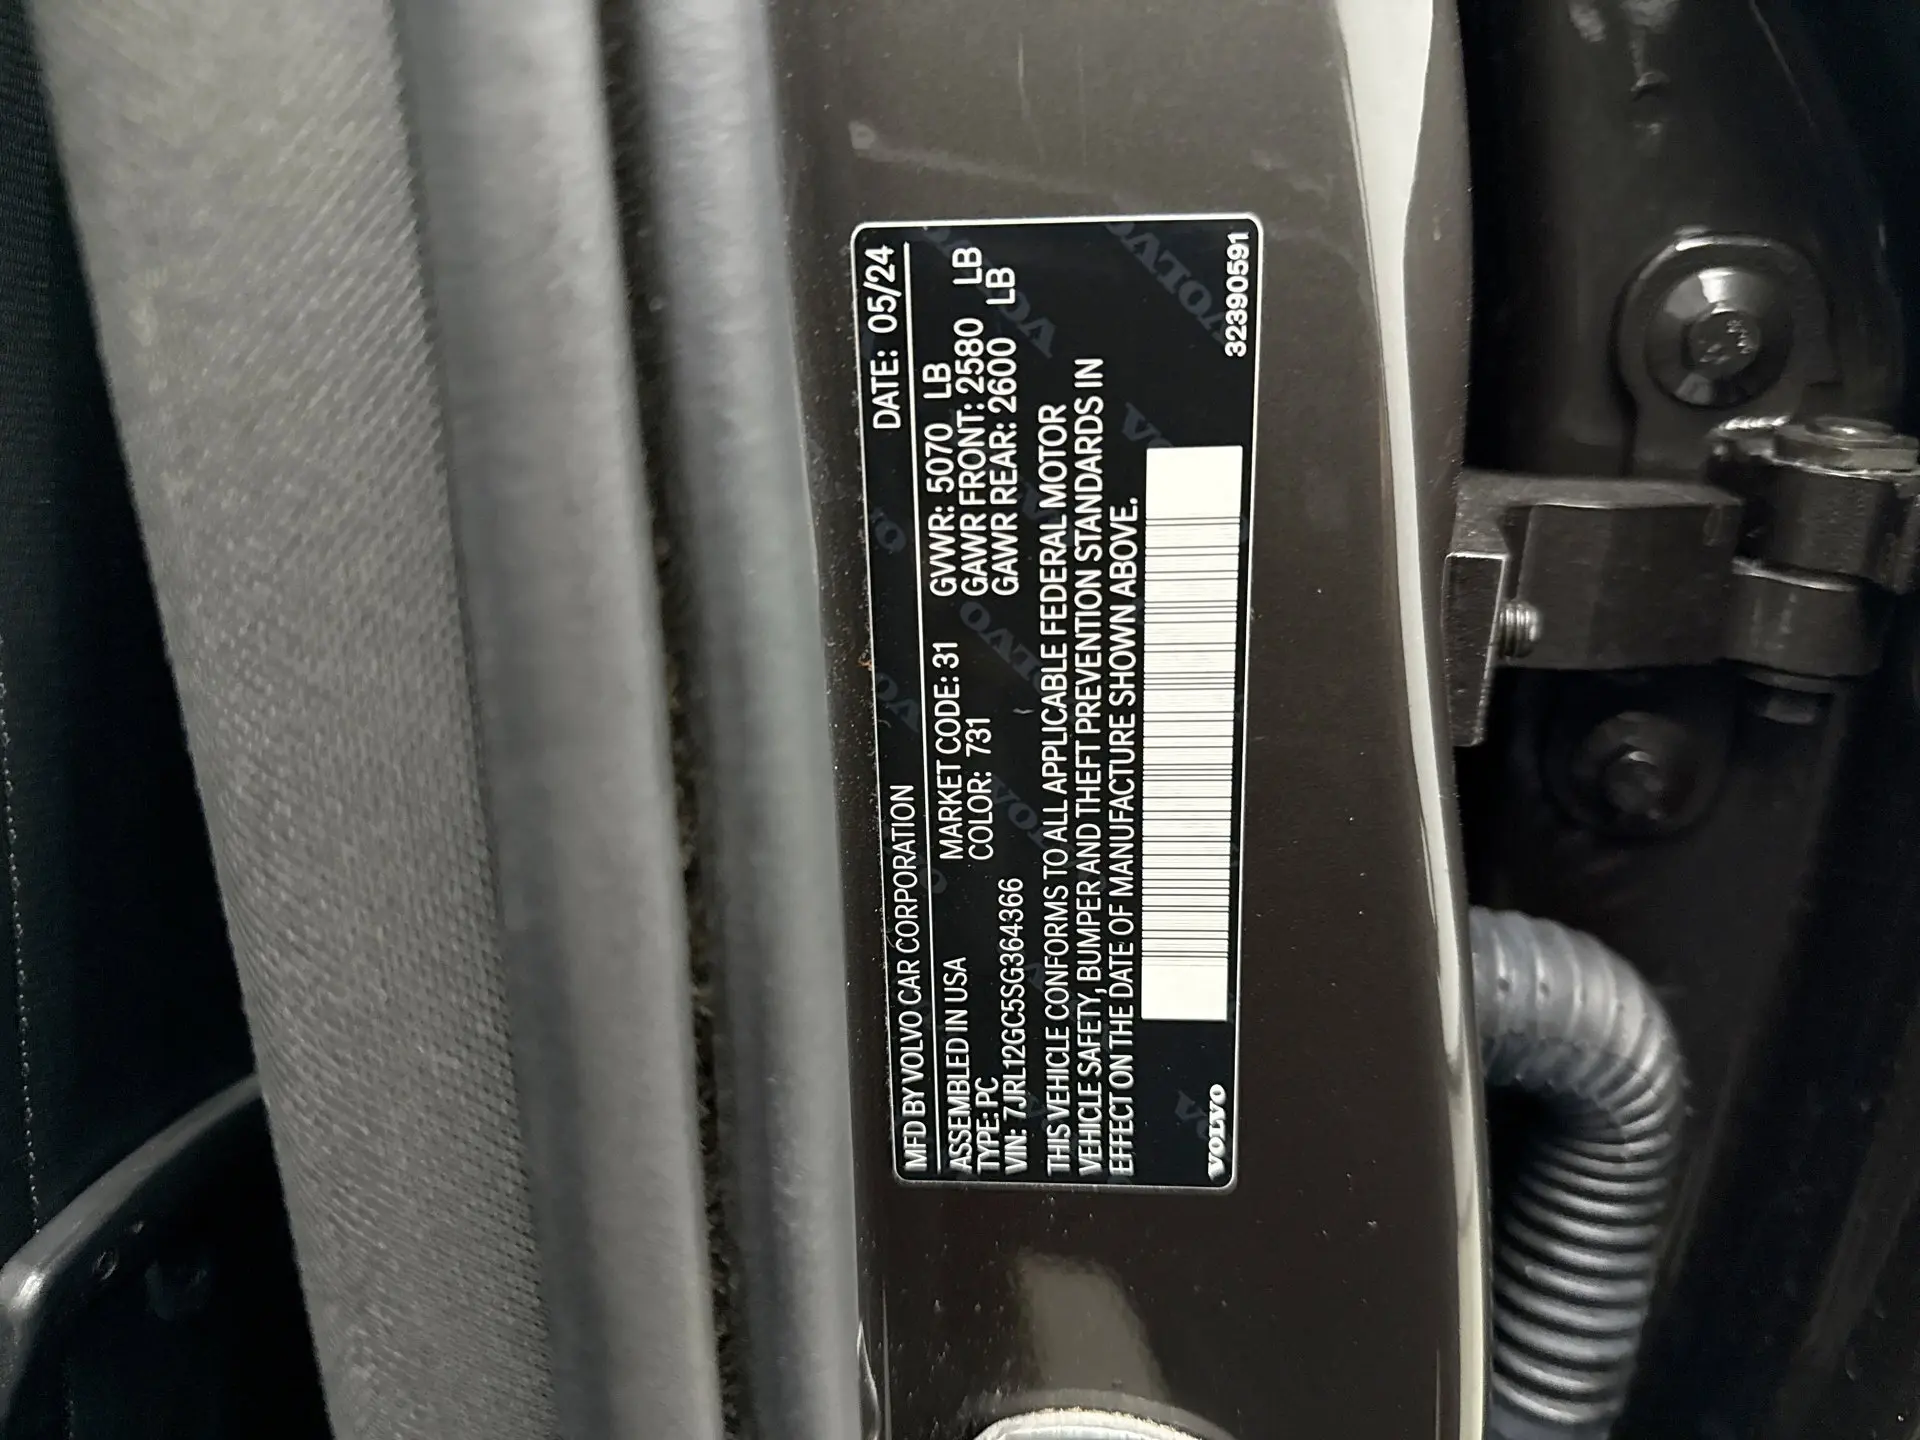 MFD BY VOLVO CAR CORPORATION DATE: 05/24
ASSEMBLED IN USA MARKET CODE: 31 GVWR: 5070 LB
TYPE: PC COLOR: 731 GAWR FRONT: 2580 LB
VIN: 7JRL12GC5SG364366 GAWR REAR: 2600 LB
THIS VEHICLE CONFORMS TO ALL APPLICABLE FEDERAL MOTOR
VEHICLE SAFETY, BUMPER AND THEFT PREVENTION STANDARDS IN
EFFECT ON THE DATE OF MANUFACTURE SHOWN ABOVE.
VOLVO 32390591